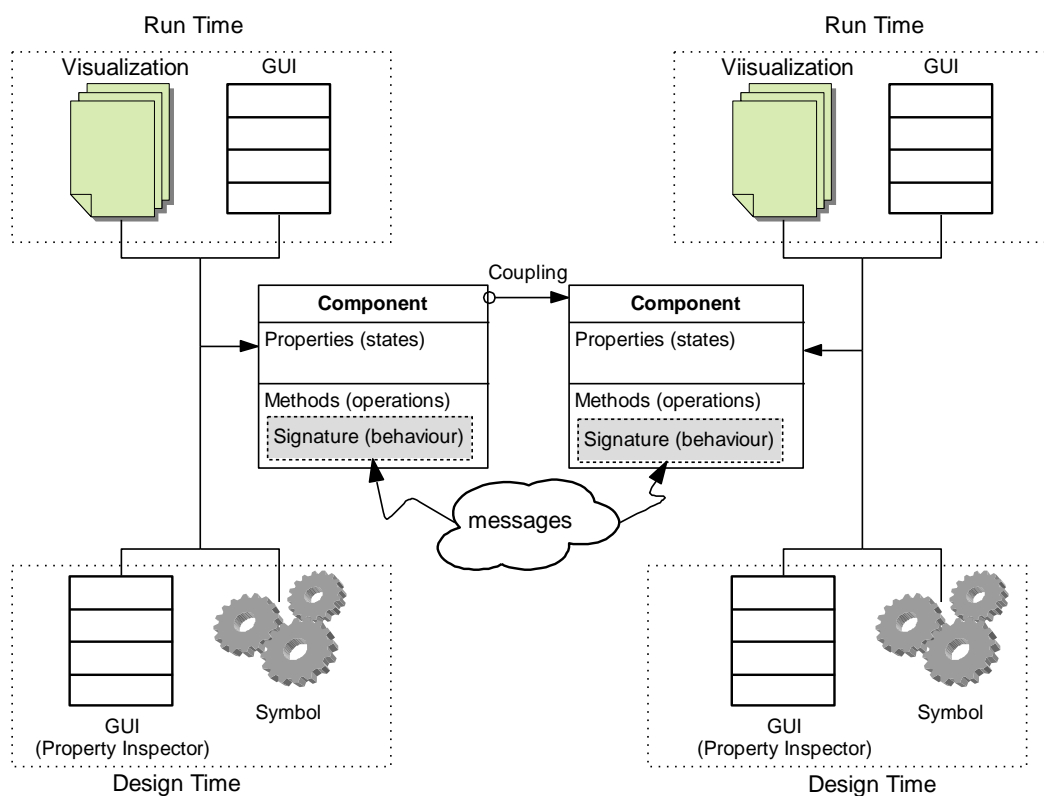 Run Time
Run Time
Visualization
GUI
Viisualization
GUI
Coupling
Component
Component
Properties (states)
Properties (states)
Methods (operations)
Methods (operations)
Signature (behaviour)
Signature (behaviour)
messages
GUI
(Property Inspector)
Symbol
GUI
(Property Inspector)
Symbol
Design Time
Design Time